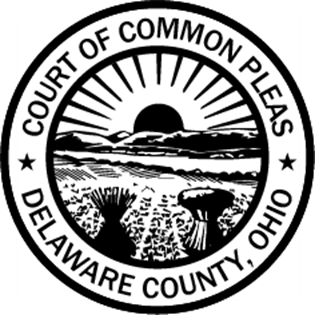 COURT OF COMMON PLEAS
DELAWARE COUNTY, OHIO